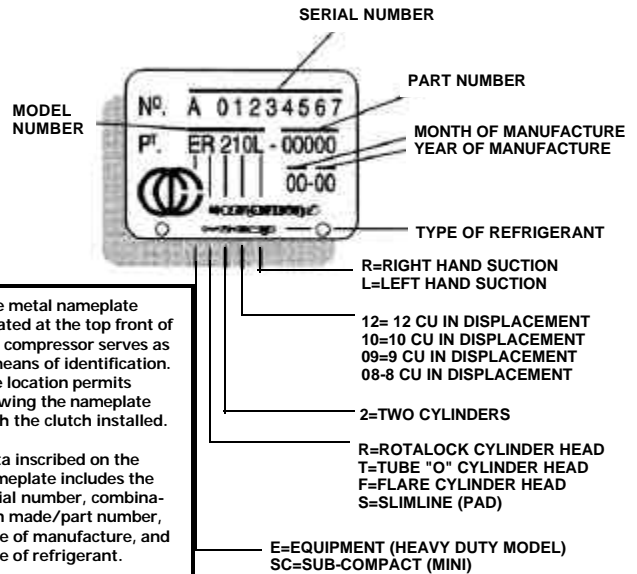 SERIAL NUMBER
Nº. A 01234567
PART NUMBER
MODEL
NUMBER
Pᵀ. ER 210L - 00000
MONTH OF MANUFACTURE
YEAR OF MANUFACTURE
00-00
TYPE OF REFRIGERANT
R=RIGHT HAND SUCTION
L=LEFT HAND SUCTION
12= 12 CU IN DISPLACEMENT
10=10 CU IN DISPLACEMENT
09=9 CU IN DISPLACEMENT
08-8 CU IN DISPLACEMENT
2=TWO CYLINDERS
R=ROTALOCK CYLINDER HEAD
T=TUBE "O" CYLINDER HEAD
F=FLARE CYLINDER HEAD
S=SLIMLINE (PAD)
E=EQUIPMENT (HEAVY DUTY MODEL)
SC=SUB-COMPACT (MINI)
e metal nameplate
ated at the top front of
compressor serves as
eans of identification.
e location permits
wing the nameplate
h the clutch installed.
ta inscribed on the
meplate includes the
ial number, combina-
n made/part number,
e of manufacture, and
e of refrigerant.